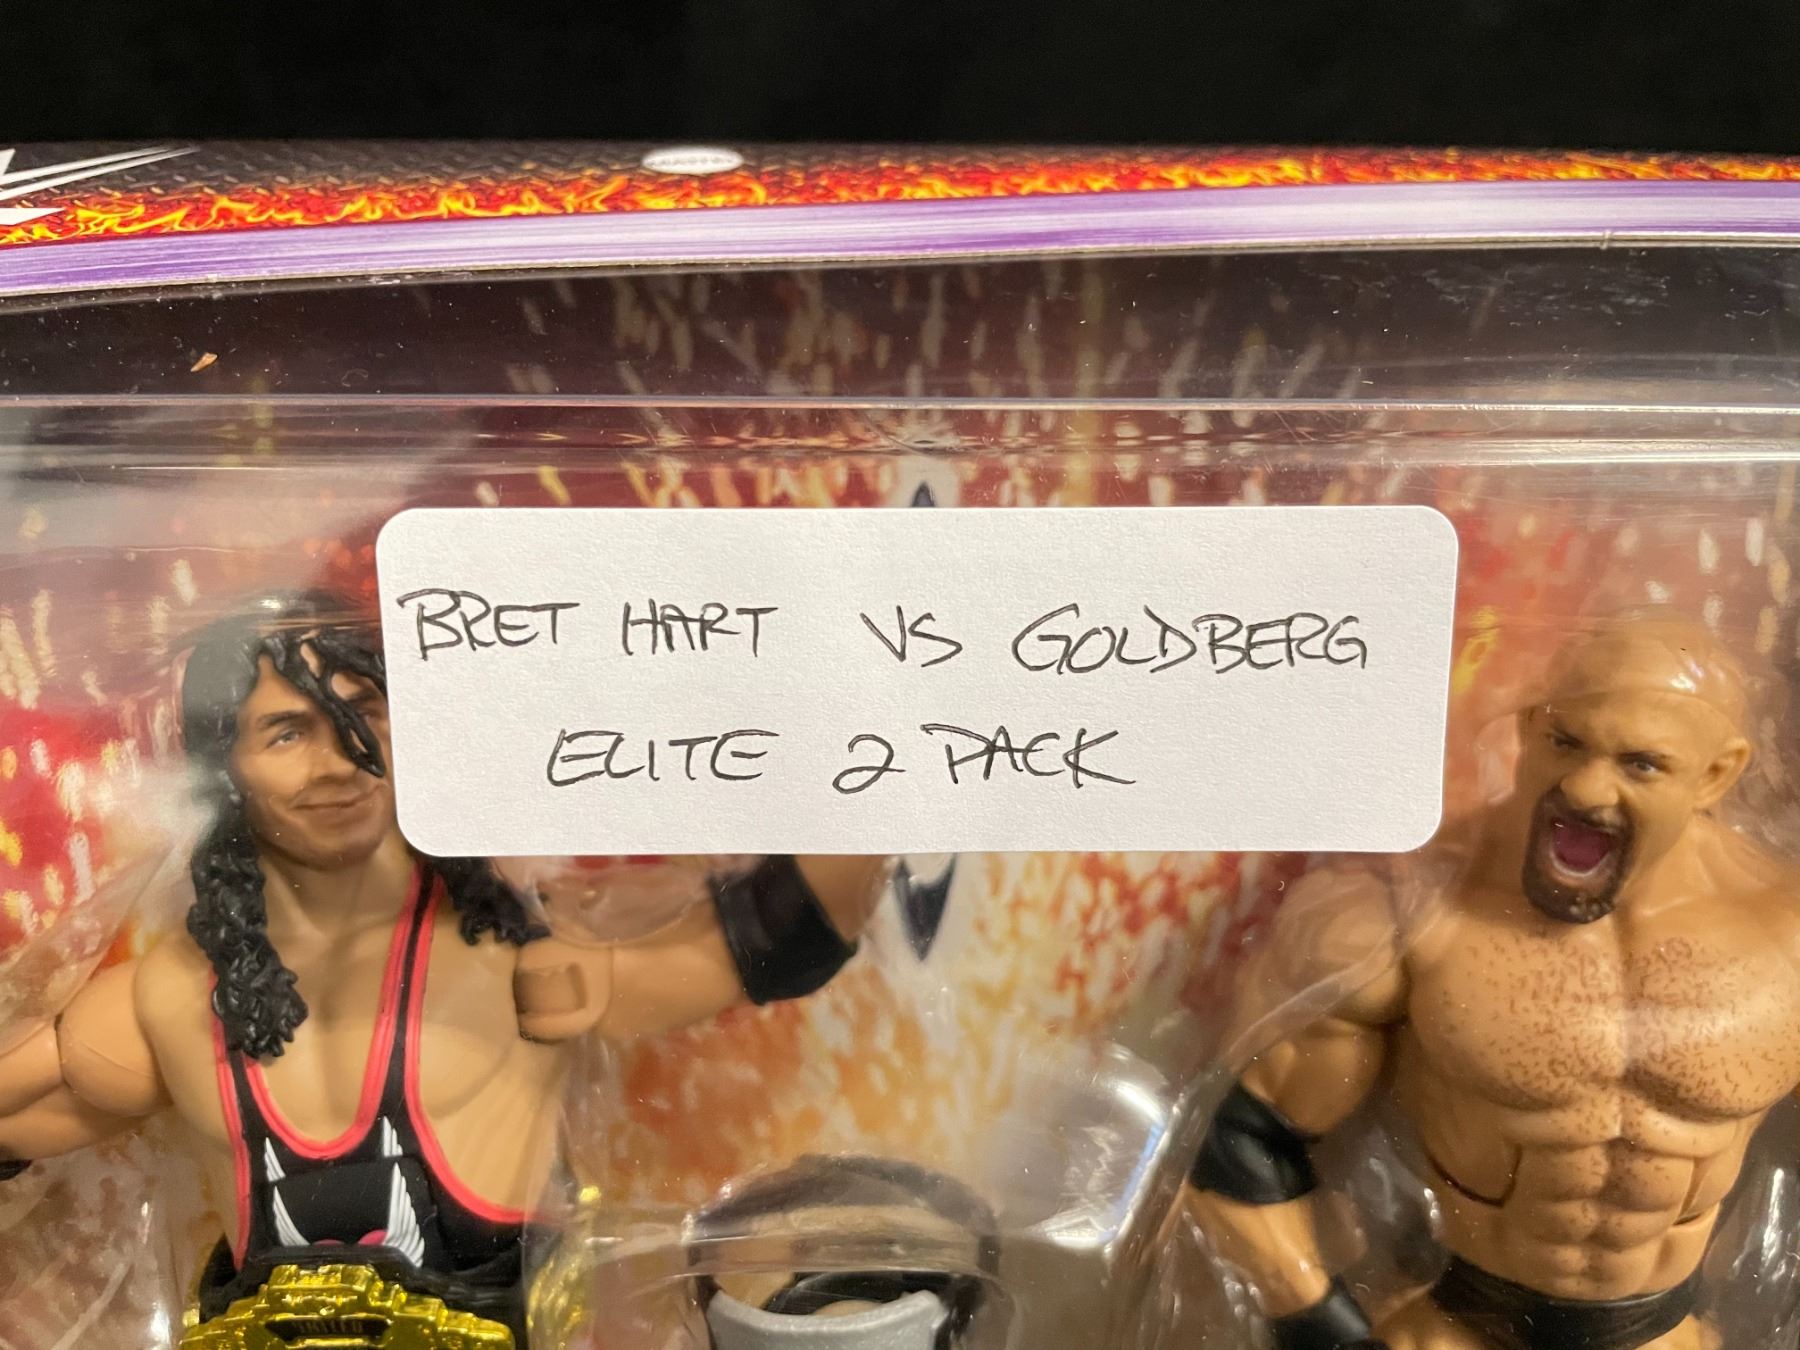 BRET HART VS GOLDBERG
ELITE 2 PACK